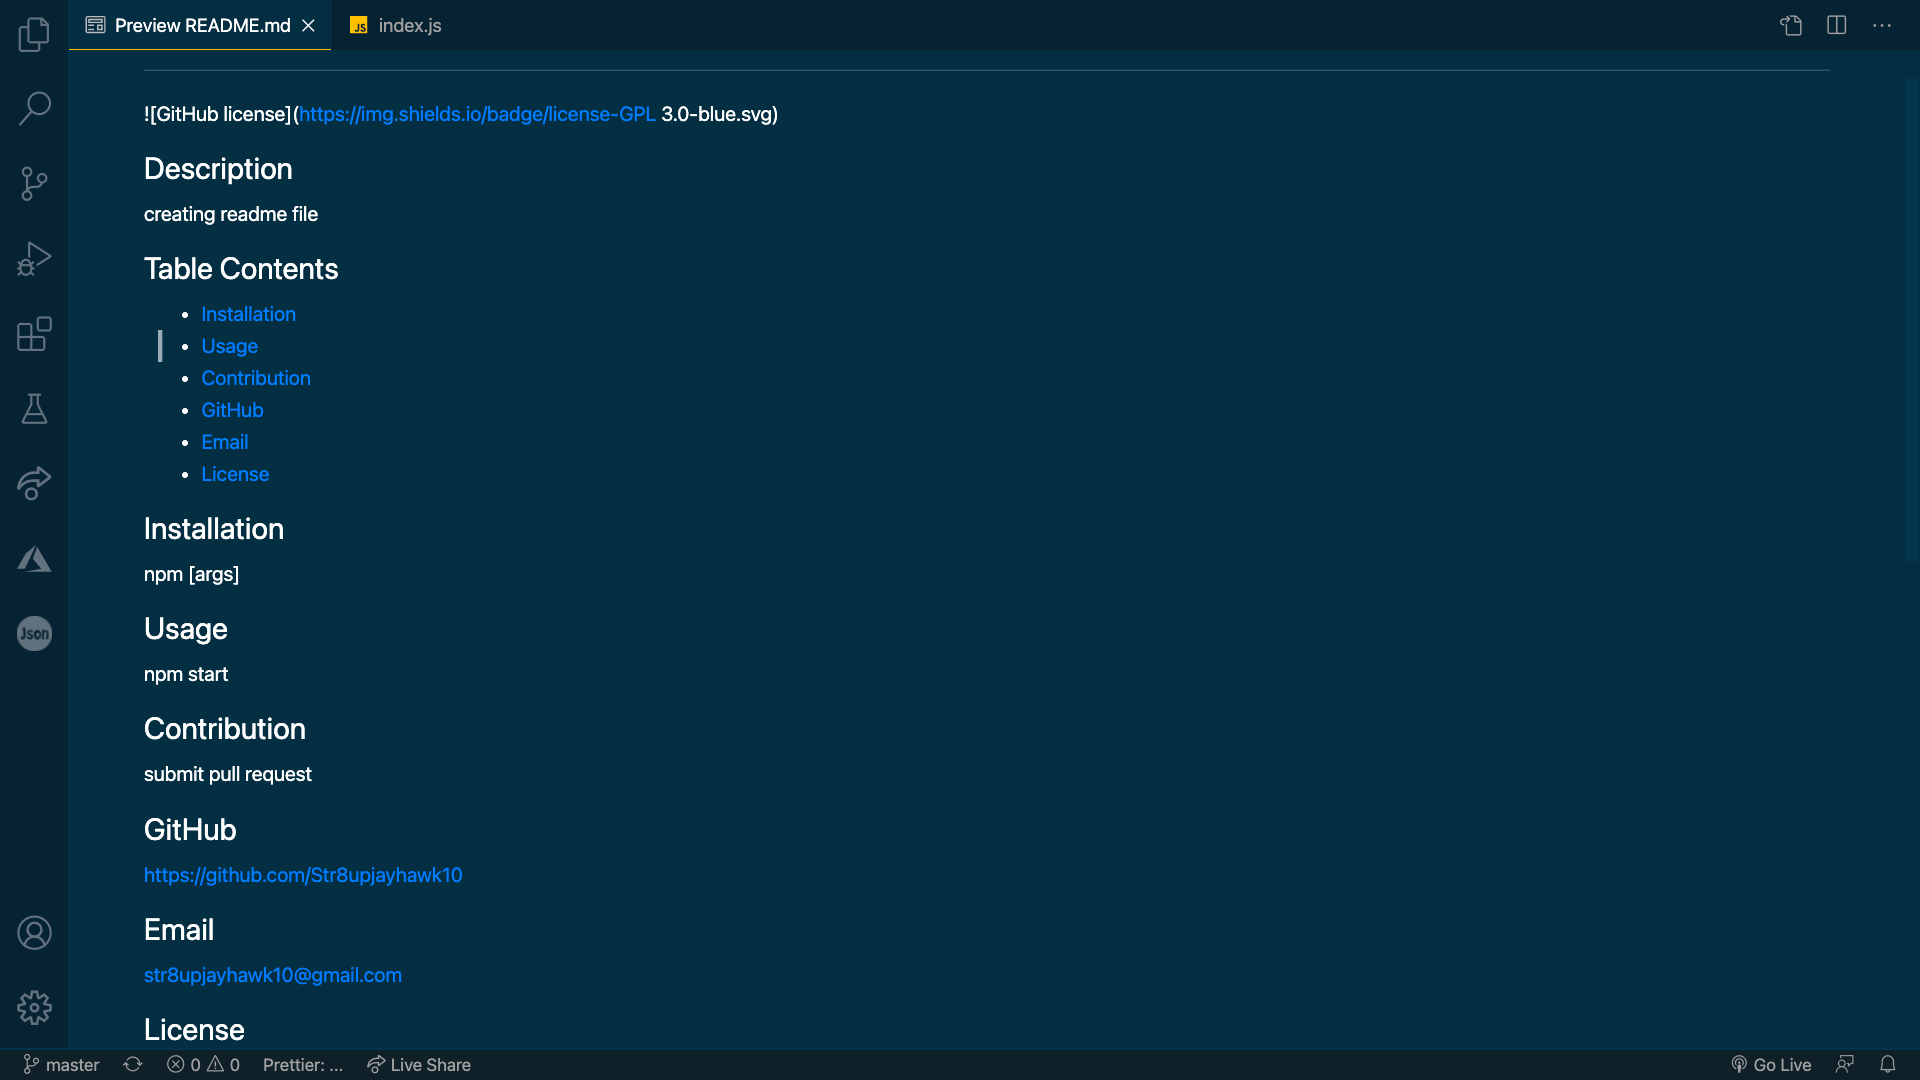 Preview README.md
JS index.js
![GitHub license](https://img.shields.io/badge/license-GPL 3.0-blue.svg)
Description
creating readme file
Table Contents
• Installation
• Usage
• Contribution
• GitHub
• Email
• License
Installation
npm [args]
Usage
npm start
Contribution
submit pull request
GitHub
https://github.com/Str8upjayhawk10
Email
str8upjayhawk10@gmail.com
License
Json
master 0 0 Prettier: ... Live Share Go Live